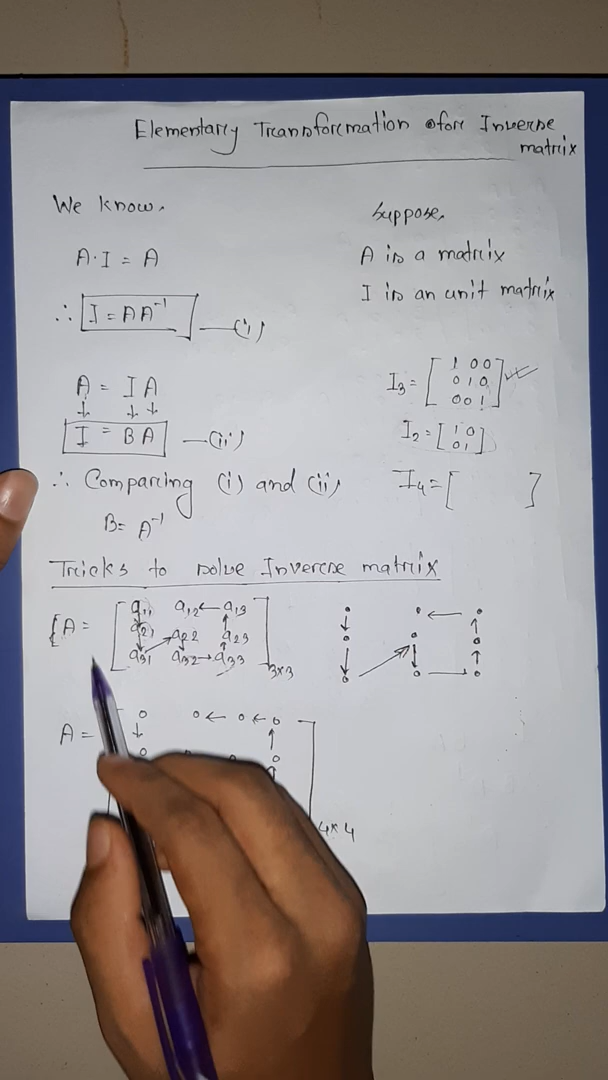 Elementary Transformation for Inverse
matrix
We know,
A·I = A
∴ I = AA⁻¹ —(i)
A = I A
↓ ↓ ↓
I = B A —(ii)
∴ Comparing (i) and (ii)
B = A⁻¹
Suppose,
A is a matrix
I is an unit matrix
I₃ = [ 1 0 0
0 1 0
0 0 1 ]
I₂ = [ 1 0
0 1 ]
I₄ = [ ]
Tricks to solve Inverse matrix
{A = [ a₁₁ a₁₂ ← a₁₃
a₂₁ a₂₂ a₂₃
a₃₁ a₃₂ → a₃₃ ]3×3
A =
4×4